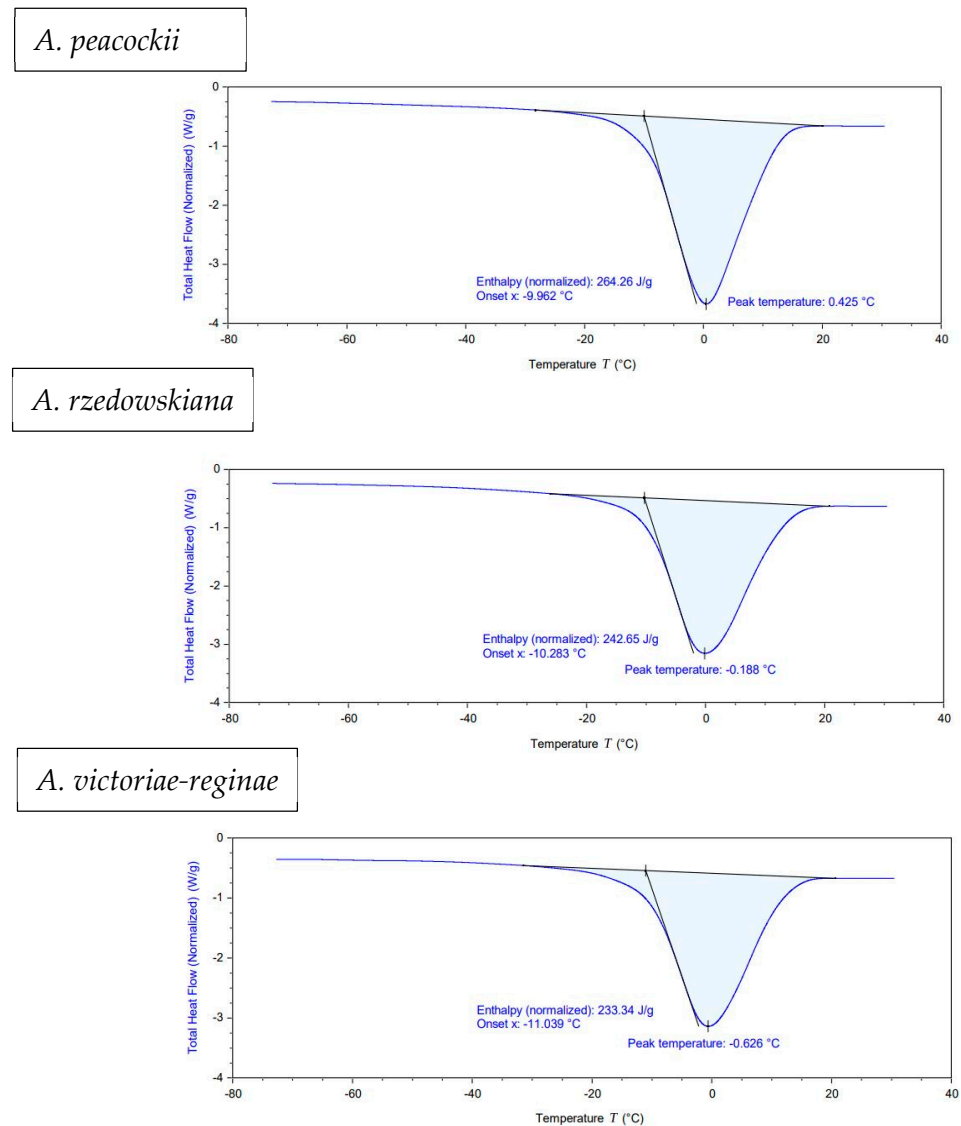 A. peacockii
0
-1
-2
-3
-4
Total Heat Flow (Normalized) (W/g)
Enthalpy (normalized): 264.26 J/g
Onset x: -9.962 °C
Peak temperature: 0.425 °C
-80 -60 -40 -20 0 20 40
Temperature T (°C)
A. rzedowskiana
0
-1
-2
-3
-4
Total Heat Flow (Normalized) (W/g)
Enthalpy (normalized): 242.65 J/g
Onset x: -10.283 °C
Peak temperature: -0.188 °C
-80 -60 -40 -20 0 20 40
Temperature T (°C)
A. victoriae-reginae
0
-1
-2
-3
-4
Total Heat Flow (Normalized) (W/g)
Enthalpy (normalized): 233.34 J/g
Onset x: -11.039 °C
Peak temperature: -0.626 °C
-80 -60 -40 -20 0 20 40
Temperature T (°C)